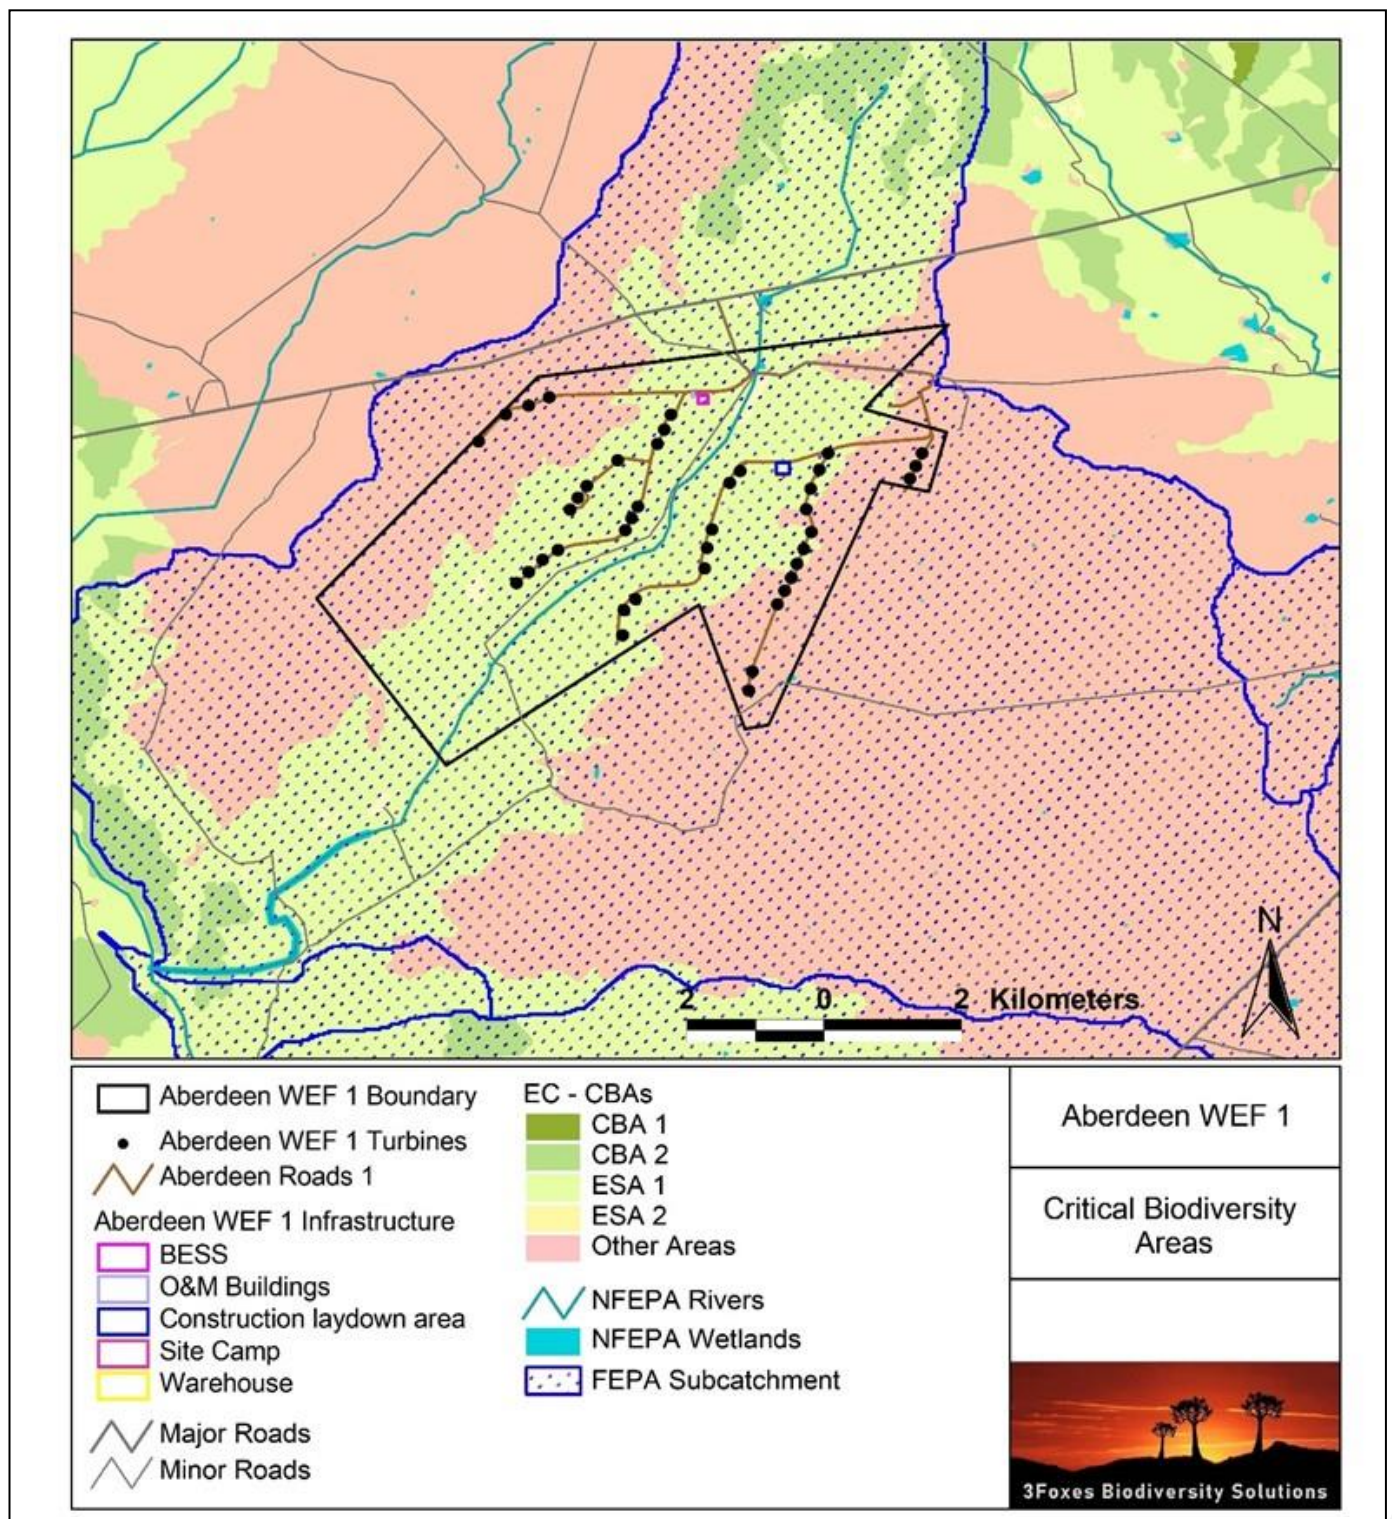 N
2 0 2 Kilometers
Aberdeen WEF 1 Boundary
Aberdeen WEF 1 Turbines
Aberdeen Roads 1
Aberdeen WEF 1 Infrastructure
BESS
O&M Buildings
Construction laydown area
Site Camp
Warehouse
Major Roads
Minor Roads
EC - CBAs
CBA 1
CBA 2
ESA 1
ESA 2
Other Areas
NFEPA Rivers
NFEPA Wetlands
FEPA Subcatchment
Aberdeen WEF 1
Critical Biodiversity
Areas
3Foxes Biodiversity Solutions